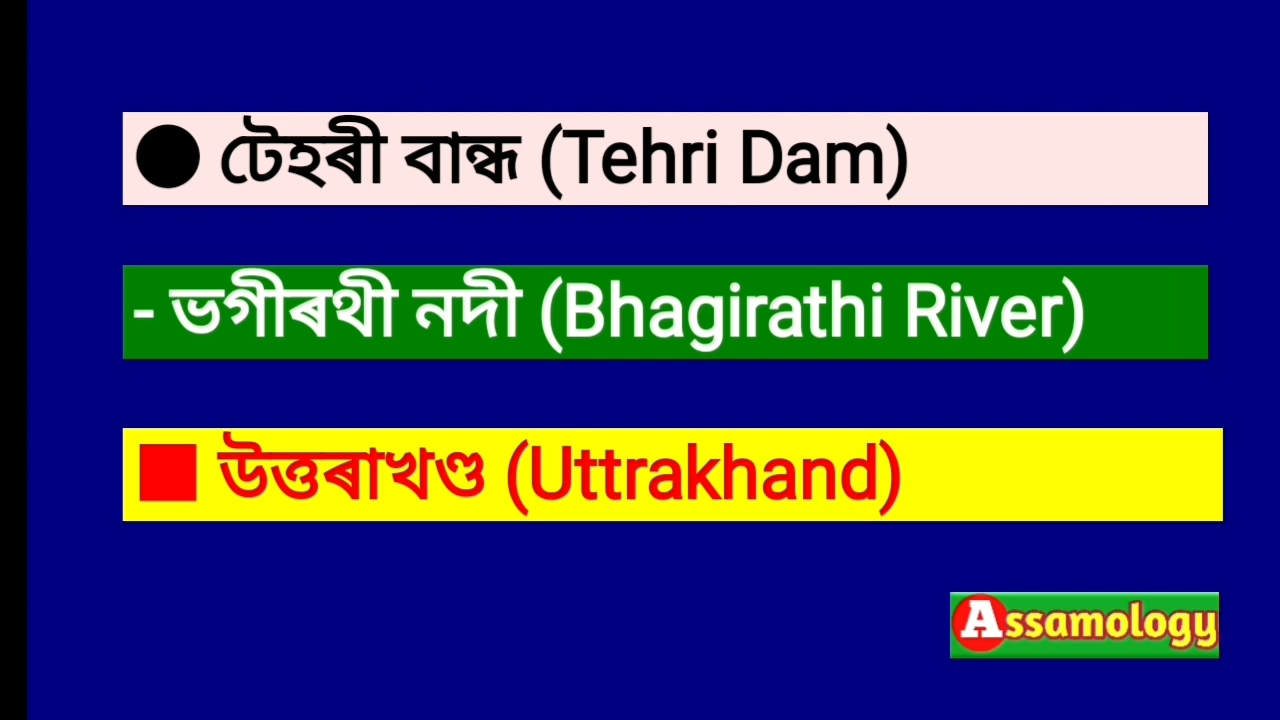 ● টেহৰী বান্ধ (Tehri Dam)
- ভগীৰথী নদী (Bhagirathi River)
■ উত্তৰাখণ্ড (Uttrakhand)
Assamology